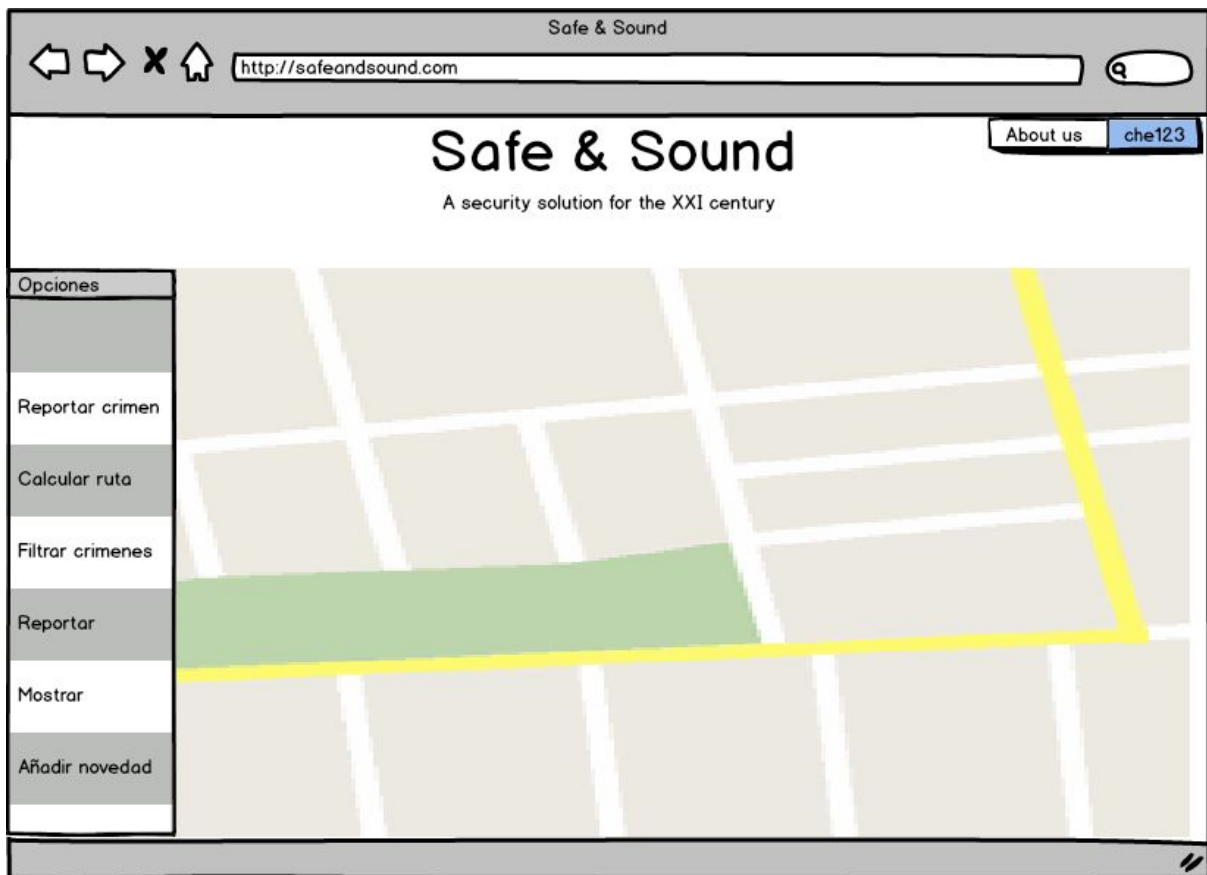 Safe & Sound
http://safeandsound.com
About us
che123
Safe & Sound
A security solution for the XXI century
Opciones
Reportar crimen
Calcular ruta
Filtrar crimenes
Reportar
Mostrar
Añadir novedad